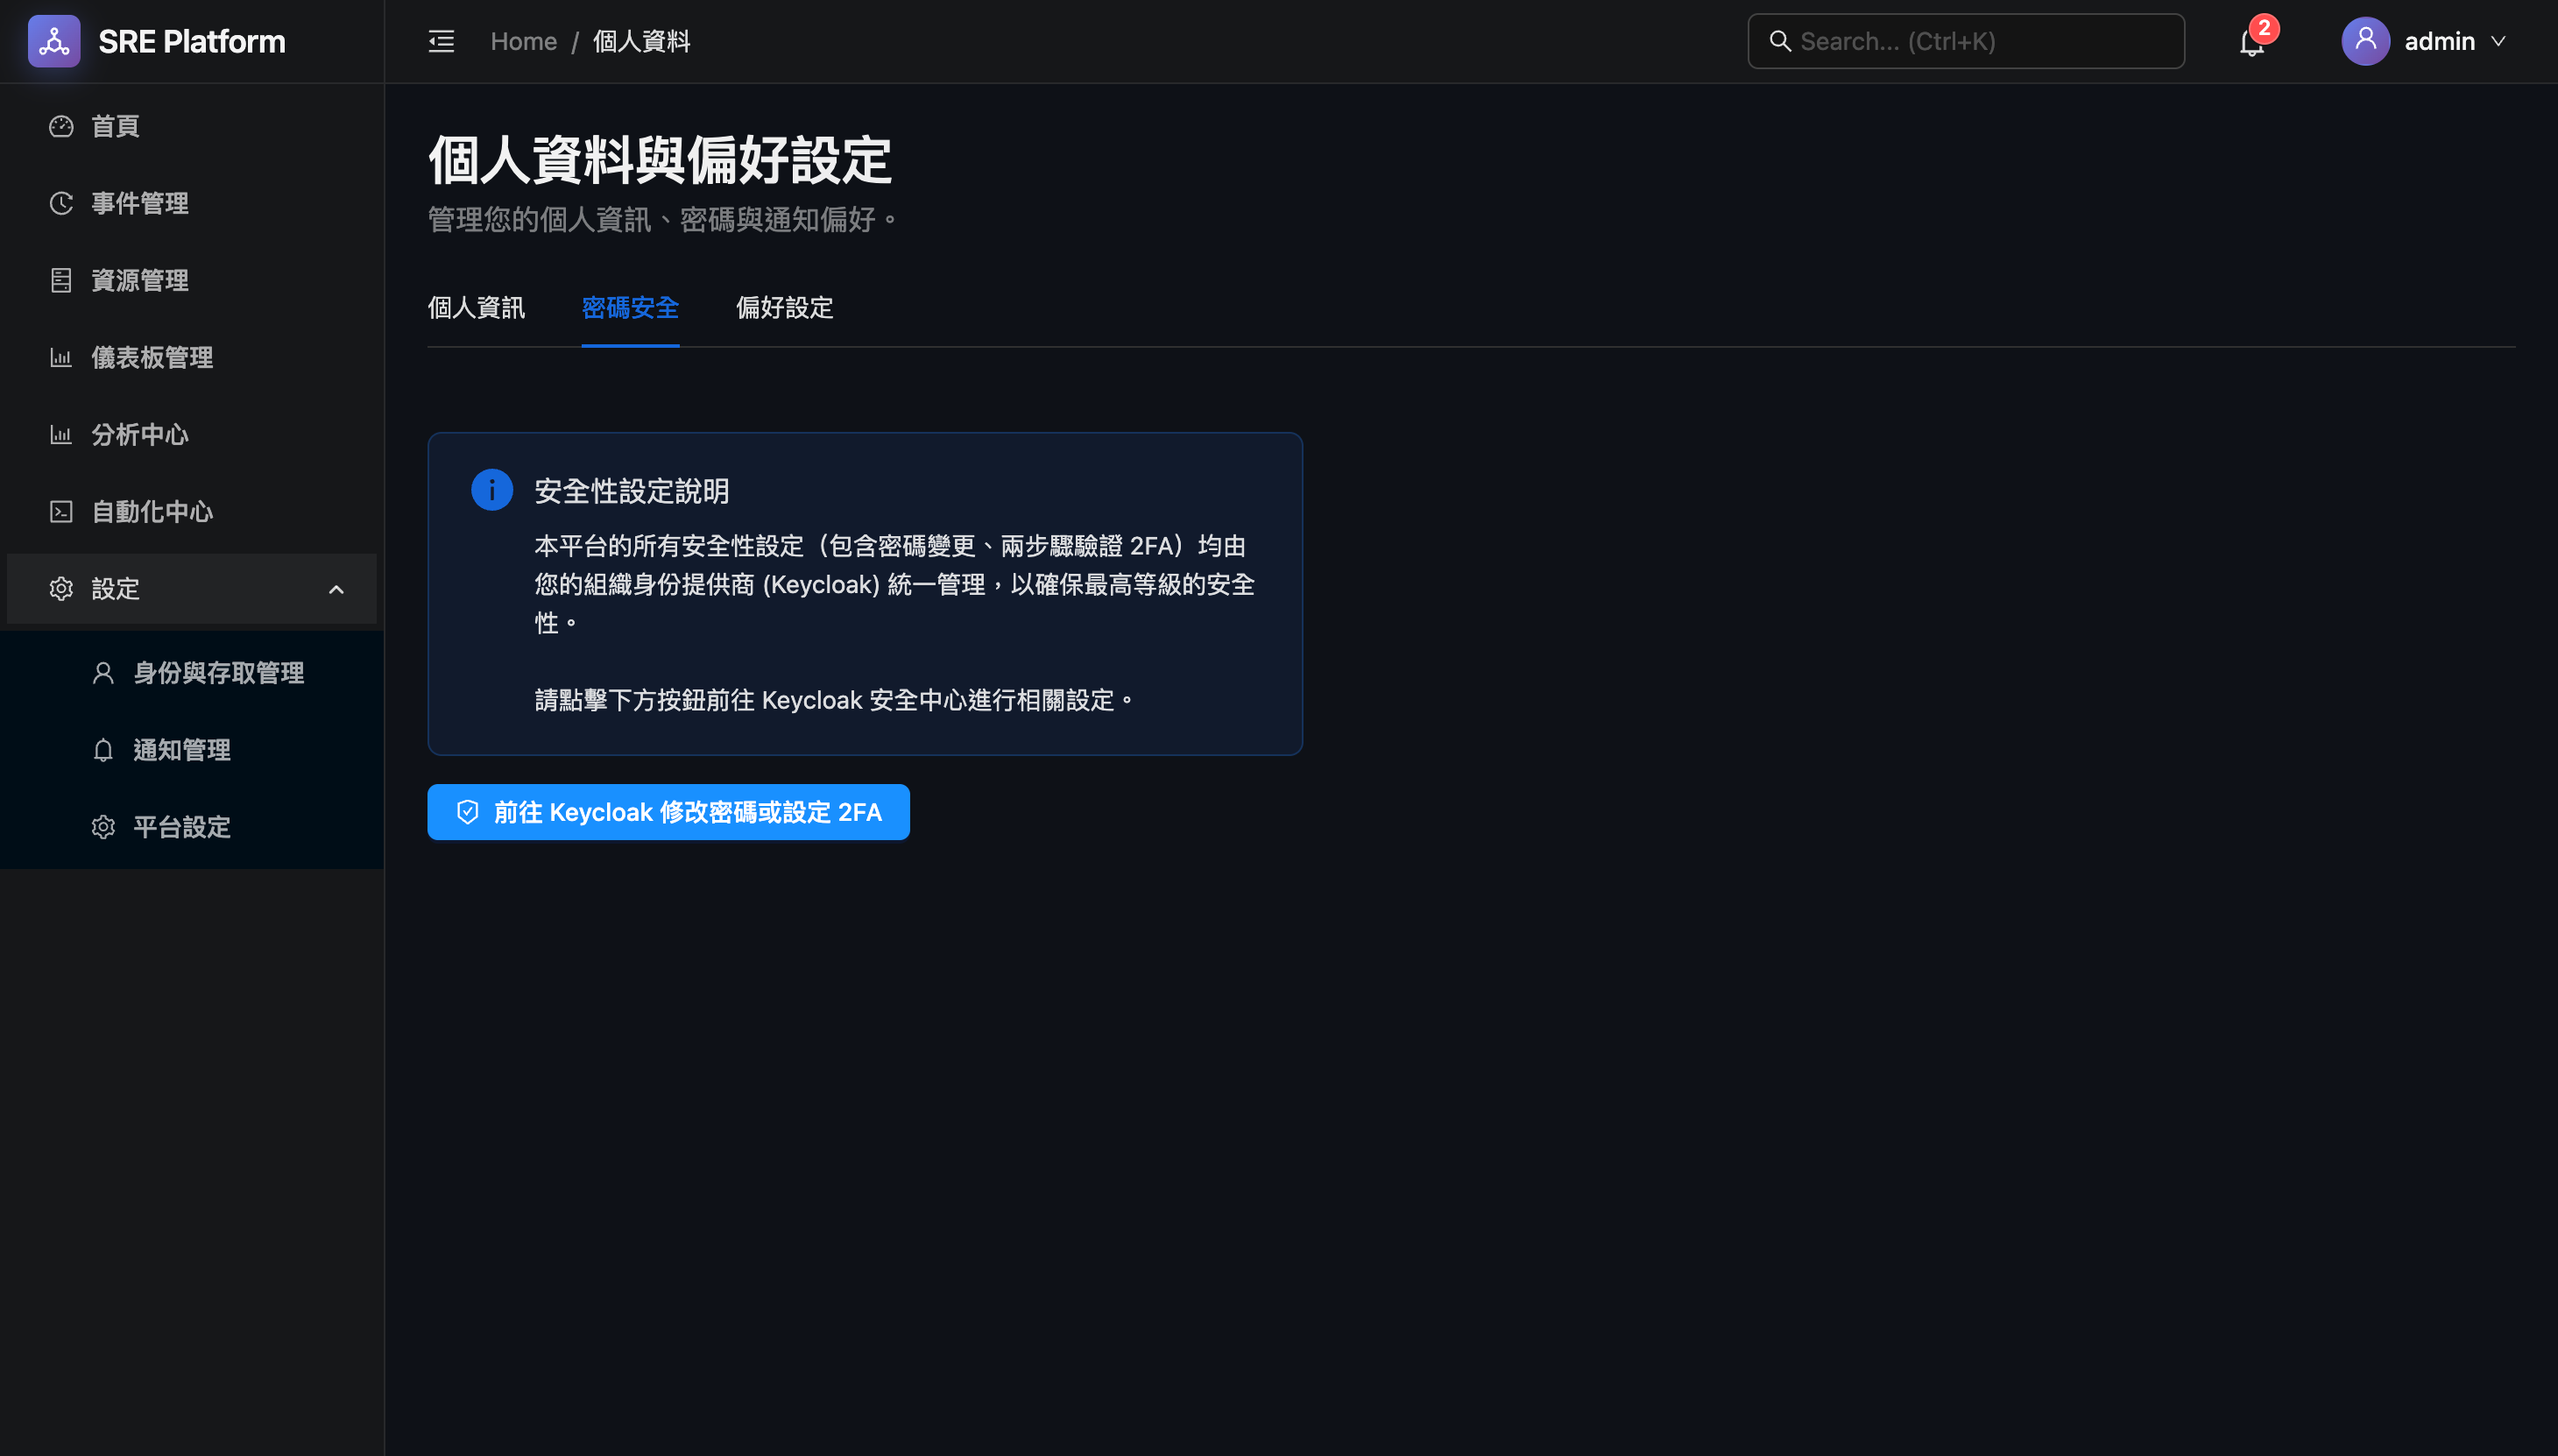 SRE Platform
Home / 個人資料
Search... (Ctrl+K)
2
admin
首頁
事件管理
資源管理
儀表板管理
分析中心
自動化中心
設定
身份與存取管理
通知管理
平台設定
個人資料與偏好設定
管理您的個人資訊、密碼與通知偏好。
個人資訊
密碼安全
偏好設定
安全性設定說明
本平台的所有安全性設定（包含密碼變更、兩步驟驗證 2FA）均由
您的組織身份提供商 (Keycloak) 統一管理，以確保最高等級的安全
性。
請點擊下方按鈕前往 Keycloak 安全中心進行相關設定。
前往 Keycloak 修改密碼或設定 2FA